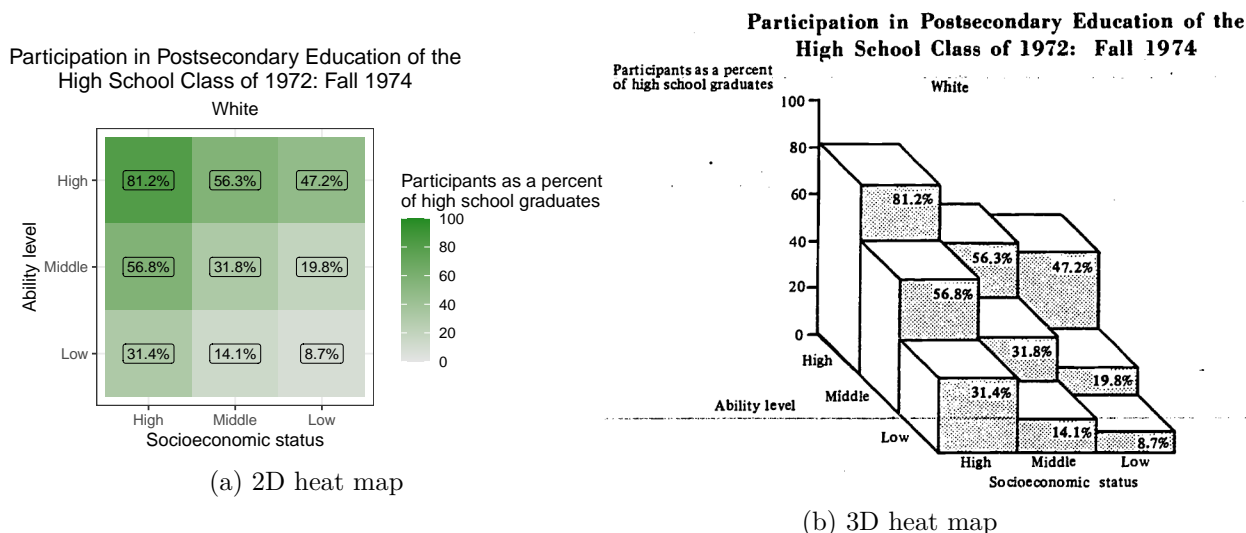 Participation in Postsecondary Education of the
High School Class of 1972: Fall 1974
White
Ability level
High
Middle
Low
81.2%
56.3%
47.2%
56.8%
31.8%
19.8%
31.4%
14.1%
8.7%
High
Middle
Low
Socioeconomic status
Participants as a percent
of high school graduates
100
80
60
40
20
0
(a) 2D heat map
Participation in Postsecondary Education of the
High School Class of 1972: Fall 1974
Participants as a percent
of high school graduates
White
100
80
60
40
20
0
81.2%
56.3%
47.2%
56.8%
31.8%
19.8%
31.4%
14.1%
8.7%
High
Middle
Low
Ability level
High
Middle
Low
Socioeconomic status
(b) 3D heat map